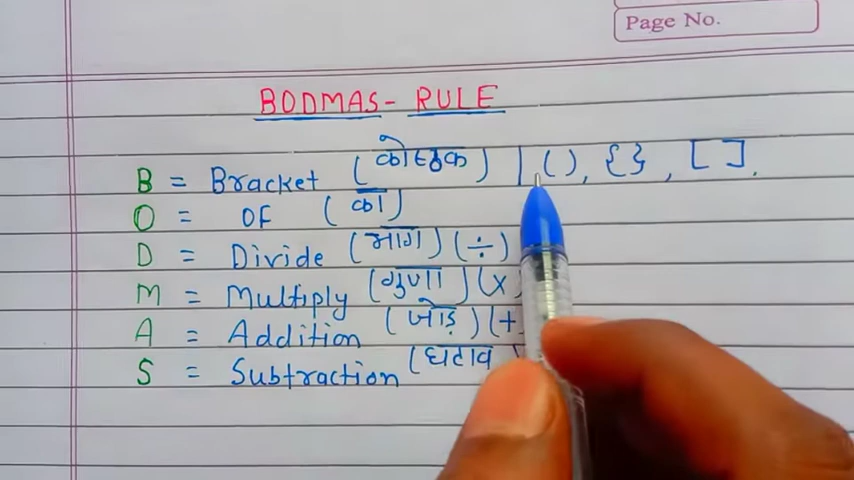 Page No.
BODMAS- RULE
B = Bracket (कोष्ठक) | ( ), { }, [ ].
O = OF (का)
D = Divide (भाग) (÷)
M = Multiply (गुणा) (×
A = Addition (जोड़) (+
S = Subtraction (घटाव